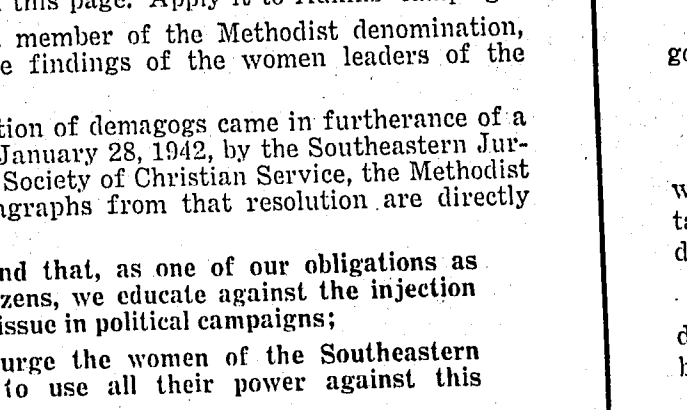 this page. Apply it to
member of the Methodist denomination,
e findings of the women leaders of the
tion of demagogs came in furtherance of a
January 28, 1942, by the Southeastern Jur-
Society of Christian Service, the Methodist
agraphs from that resolution are directly
nd that, as one of our obligations as
zens, we educate against the injection
issue in political campaigns;
urge the women of the Southeastern
to use all their power against this
go
w
ta
d
d